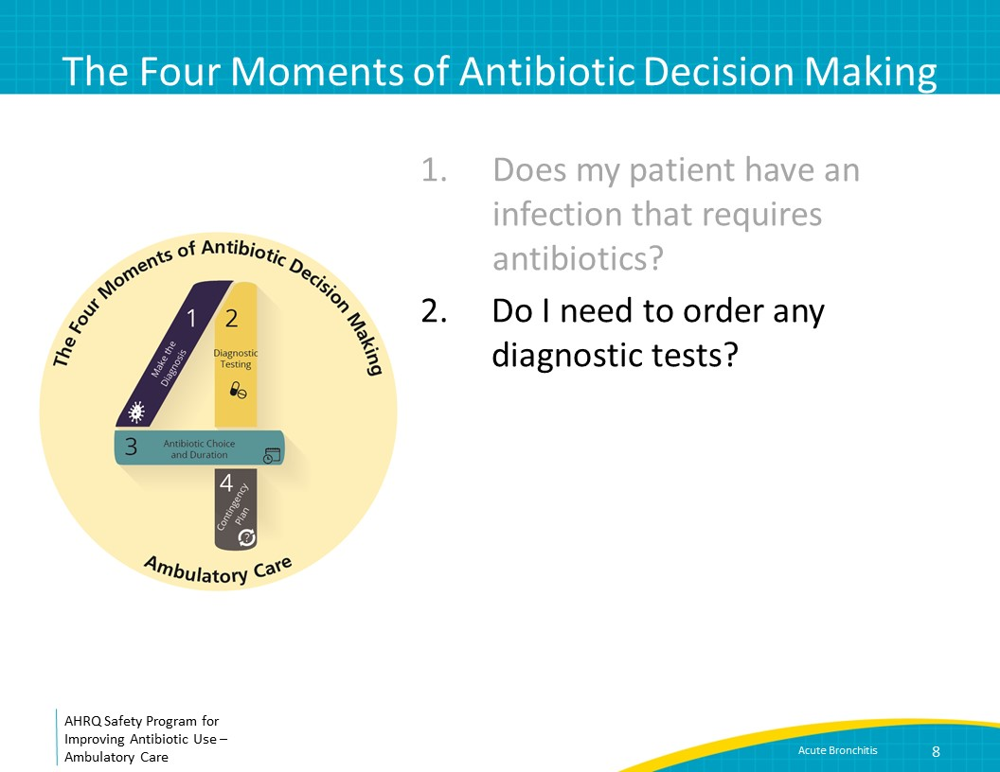 The Four Moments of Antibiotic Decision Making
1. Does my patient have an
infection that requires
antibiotics?
2. Do I need to order any
diagnostic tests?
The Four Moments of Antibiotic Decision Making
1
Make the
Diagnosis
2
Diagnostic
Testing
3
Antibiotic Choice
and Duration
4
Contingency
Plan
?
Ambulatory Care
AHRQ Safety Program for
Improving Antibiotic Use –
Ambulatory Care
Acute Bronchitis
8